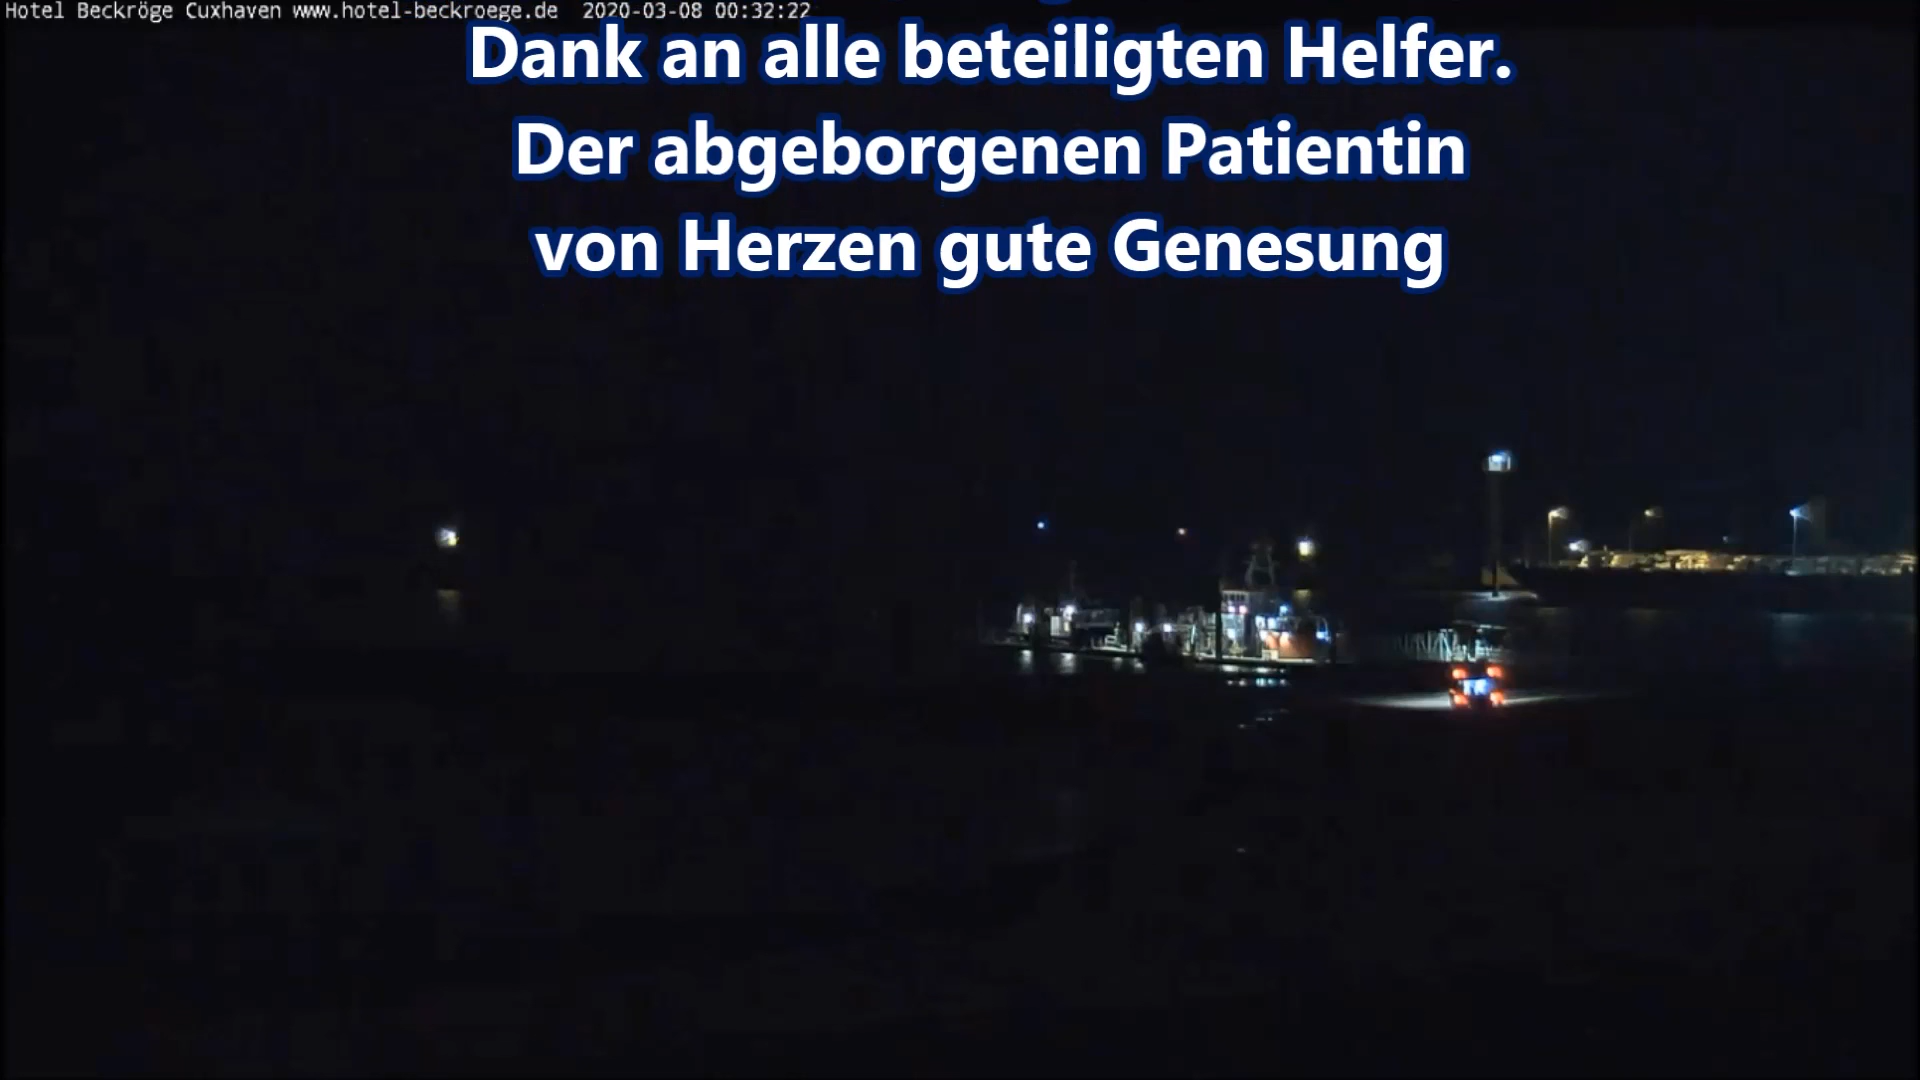 Hotel Beckröge Cuxhaven www.hotel-beckroege.de 2020-03-08 00:32:22
Dank an alle beteiligten Helfer.
Der abgeborgenen Patientin
von Herzen gute Genesung